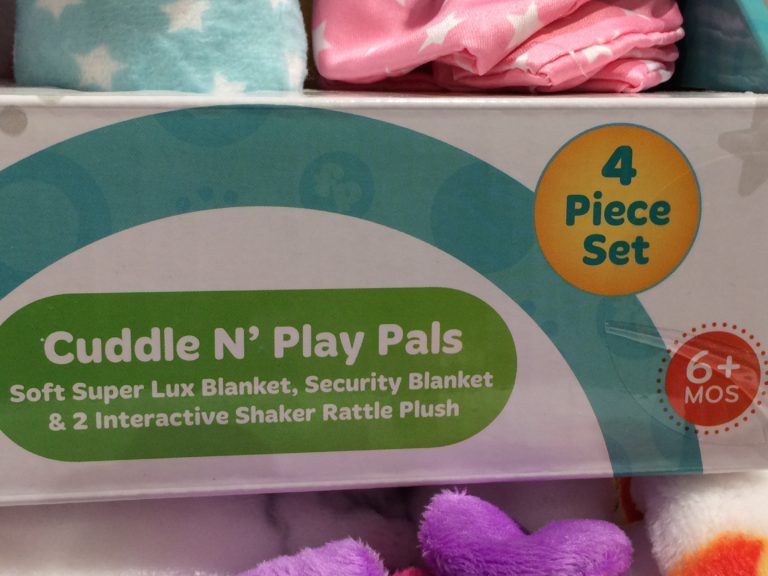 4
Piece
Set
Cuddle N' Play Pals
Soft Super Lux Blanket, Security Blanket
& 2 Interactive Shaker Rattle Plush
6+
MOS